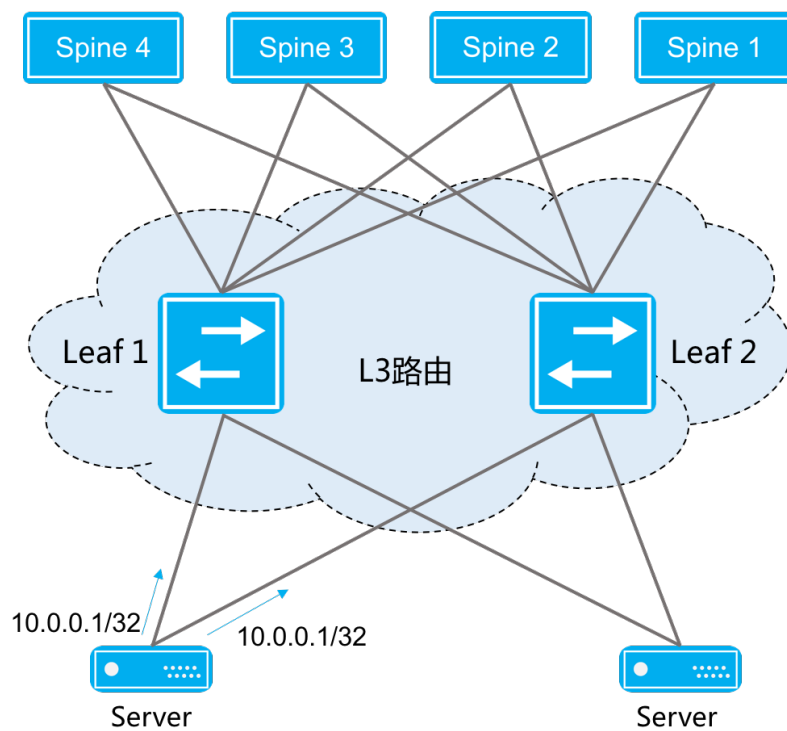 Spine 4
Spine 3
Spine 2
Spine 1
Leaf 1
L3路由
Leaf 2
10.0.0.1/32
10.0.0.1/32
Server
Server